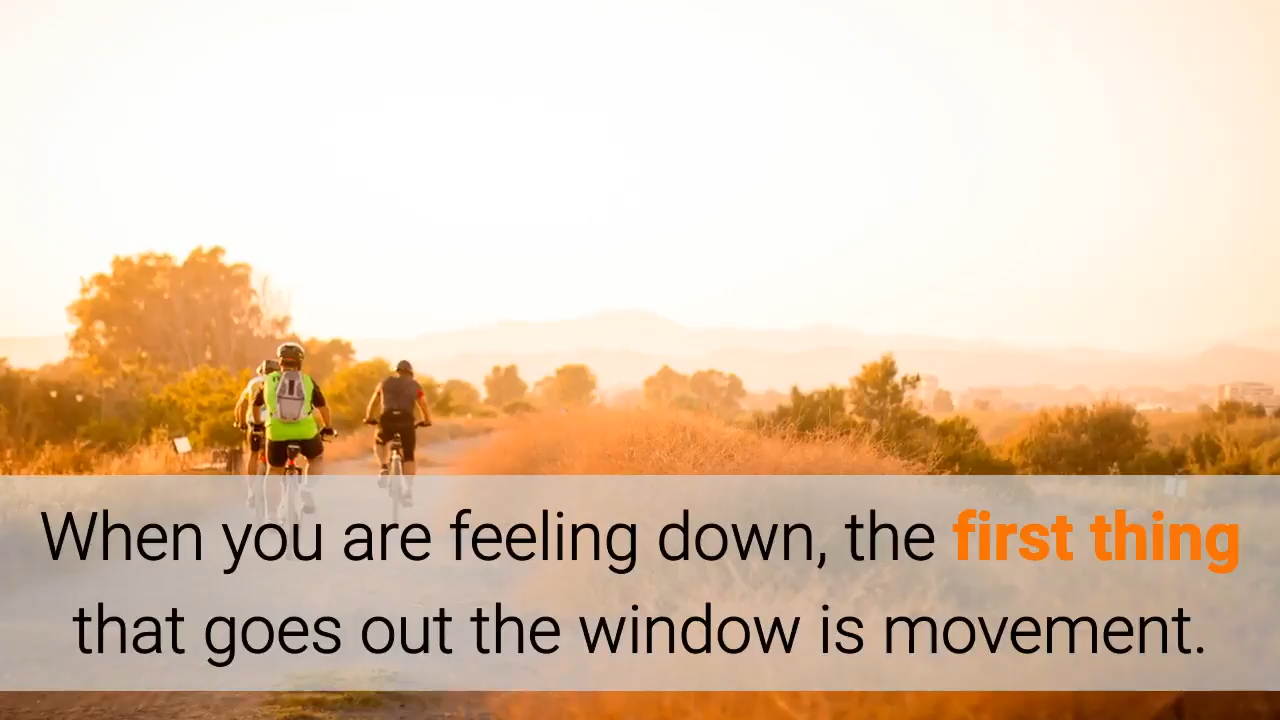 When you are feeling down, the first thing
that goes out the window is movement.